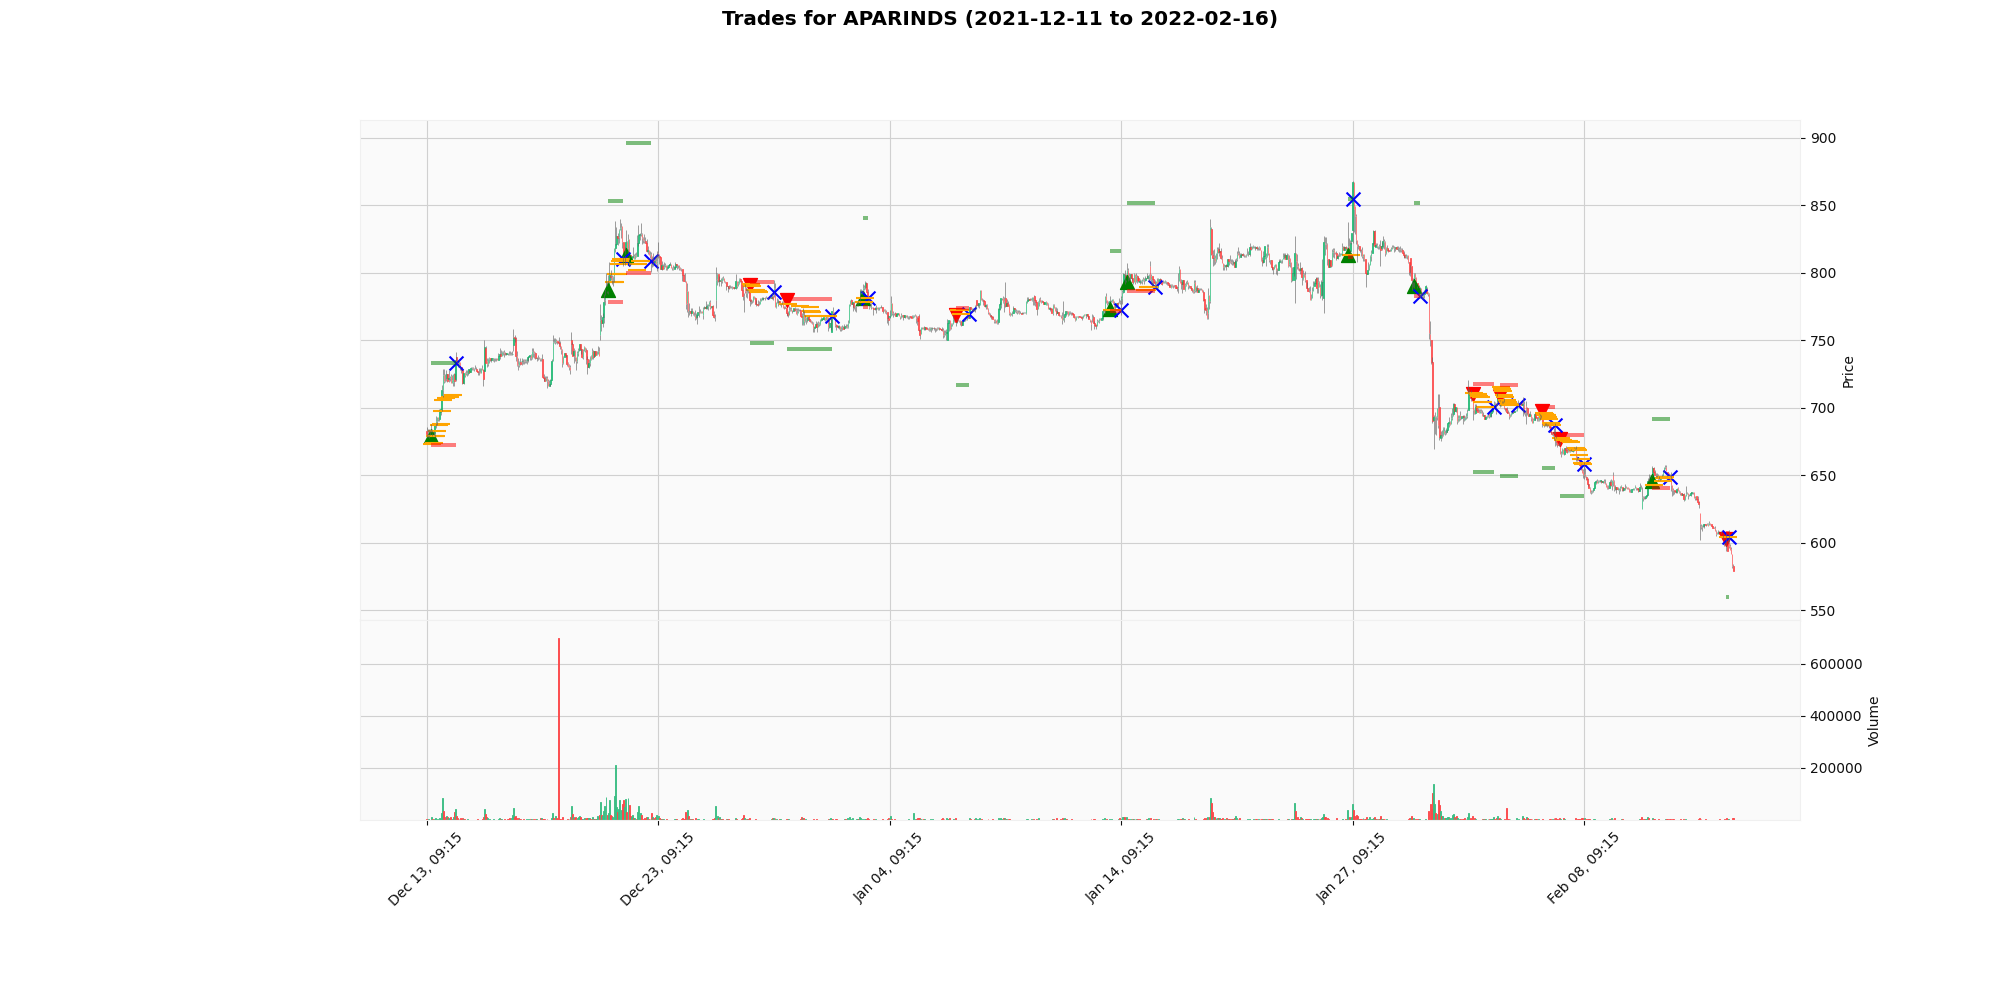 Trades for APARINDS (2021-12-11 to 2022-02-16)
900
850
800
750
700
650
600
550
Price
600000
400000
200000
Volume
Dec 13, 09:15
Dec 23, 09:15
Jan 04, 09:15
Jan 14, 09:15
Jan 27, 09:15
Feb 08, 09:15